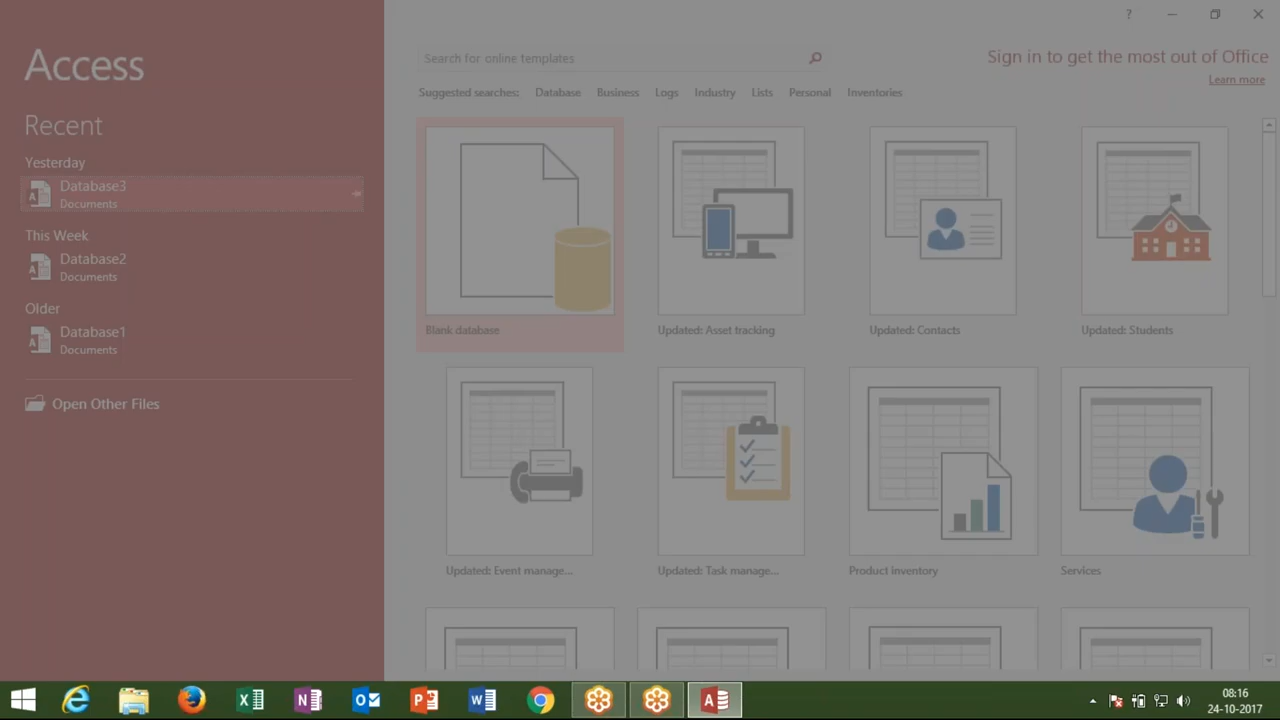 ?
Access
Search for online templates
Sign in to get the most out of Office
Learn more
Suggested searches: Database Business Logs Industry Lists Personal Inventories
Recent
Yesterday
Database3
Documents
This Week
Database2
Documents
Older
Database1
Documents
Open Other Files
Blank database
Updated: Asset tracking
Updated: Contacts
Updated: Students
Updated: Event manage...
Updated: Task manage...
Product inventory
Services
08:16
24-10-2017